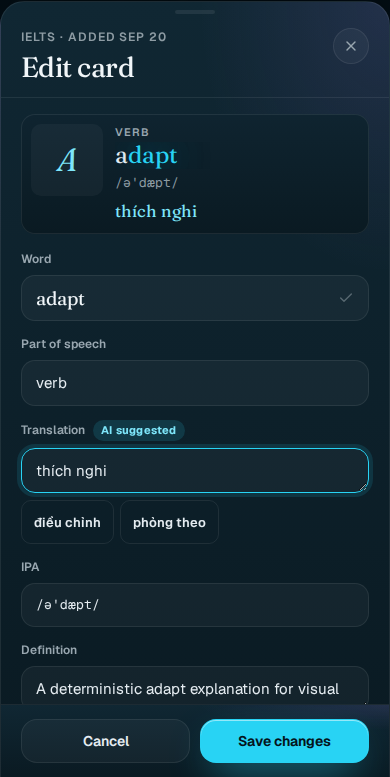 IELTS · ADDED SEP 20
Edit card
A
VERB
adapt
/əˈdæpt/
thích nghi
Word
adapt
Part of speech
verb
Translation AI suggested
thích nghi
điều chỉnh phỏng theo
IPA
/əˈdæpt/
Definition
A deterministic adapt explanation for visual
Cancel Save changes